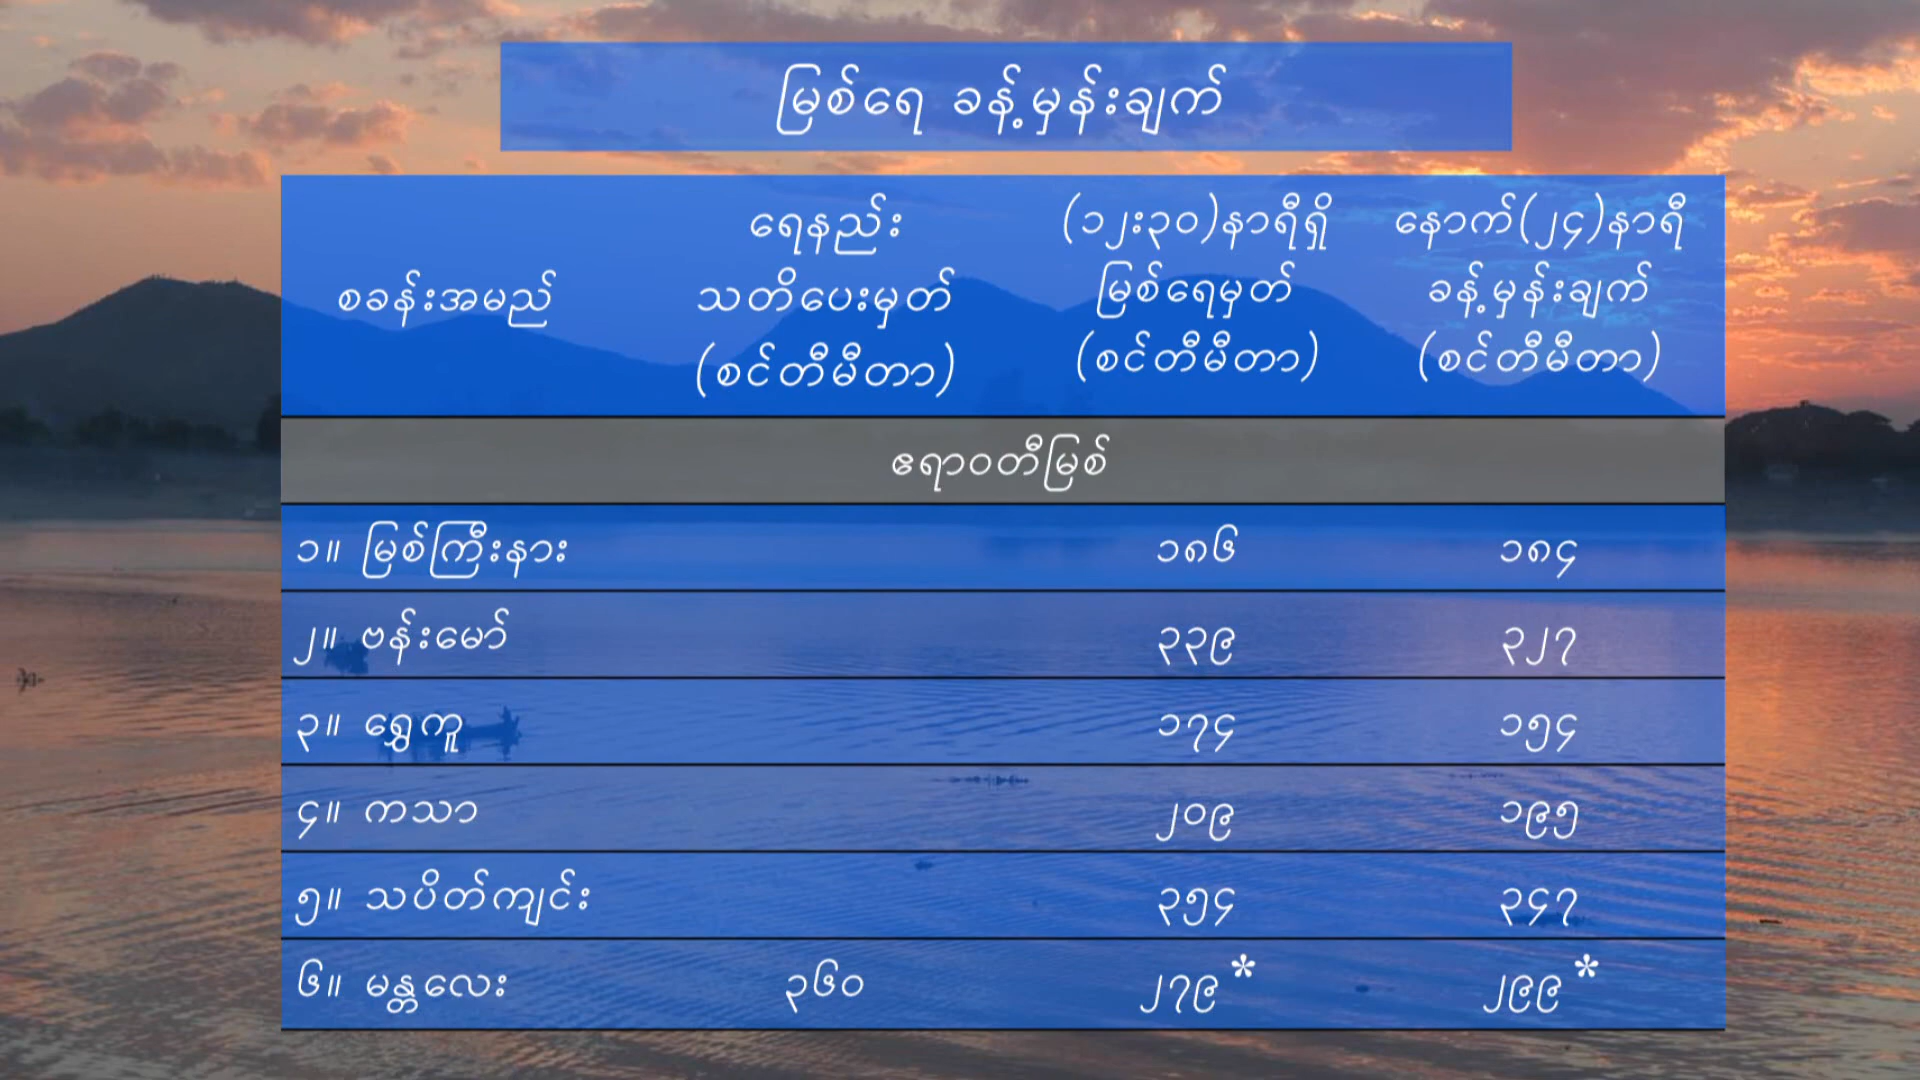 မြစ်ရေ ခန့်မှန်းချက်
စခန်းအမည်
ရေနည်း
သတိပေးမှတ်
(စင်တီမီတာ)
(၁၂း၃၀)နာရီရှိ
မြစ်ရေမှတ်
(စင်တီမီတာ)
နောက်(၂၄)နာရီ
ခန့်မှန်းချက်
(စင်တီမီတာ)
ဧရာဝတီမြစ်
၁။ မြစ်ကြီးနား ၁၈၆ ၁၈၄
၂။ ဗန်းမော် ၃၃၉ ၃၂၇
၃။ ရွှေကူ ၁၇၄ ၁၅၄
၄။ ကသာ ၂၀၉ ၁၉၅
၅။ သပိတ်ကျင်း ၃၅၄ ၃၄၇
၆။ မန္တလေး ၃၆၀ ၂၇၉* ၂၉၉*